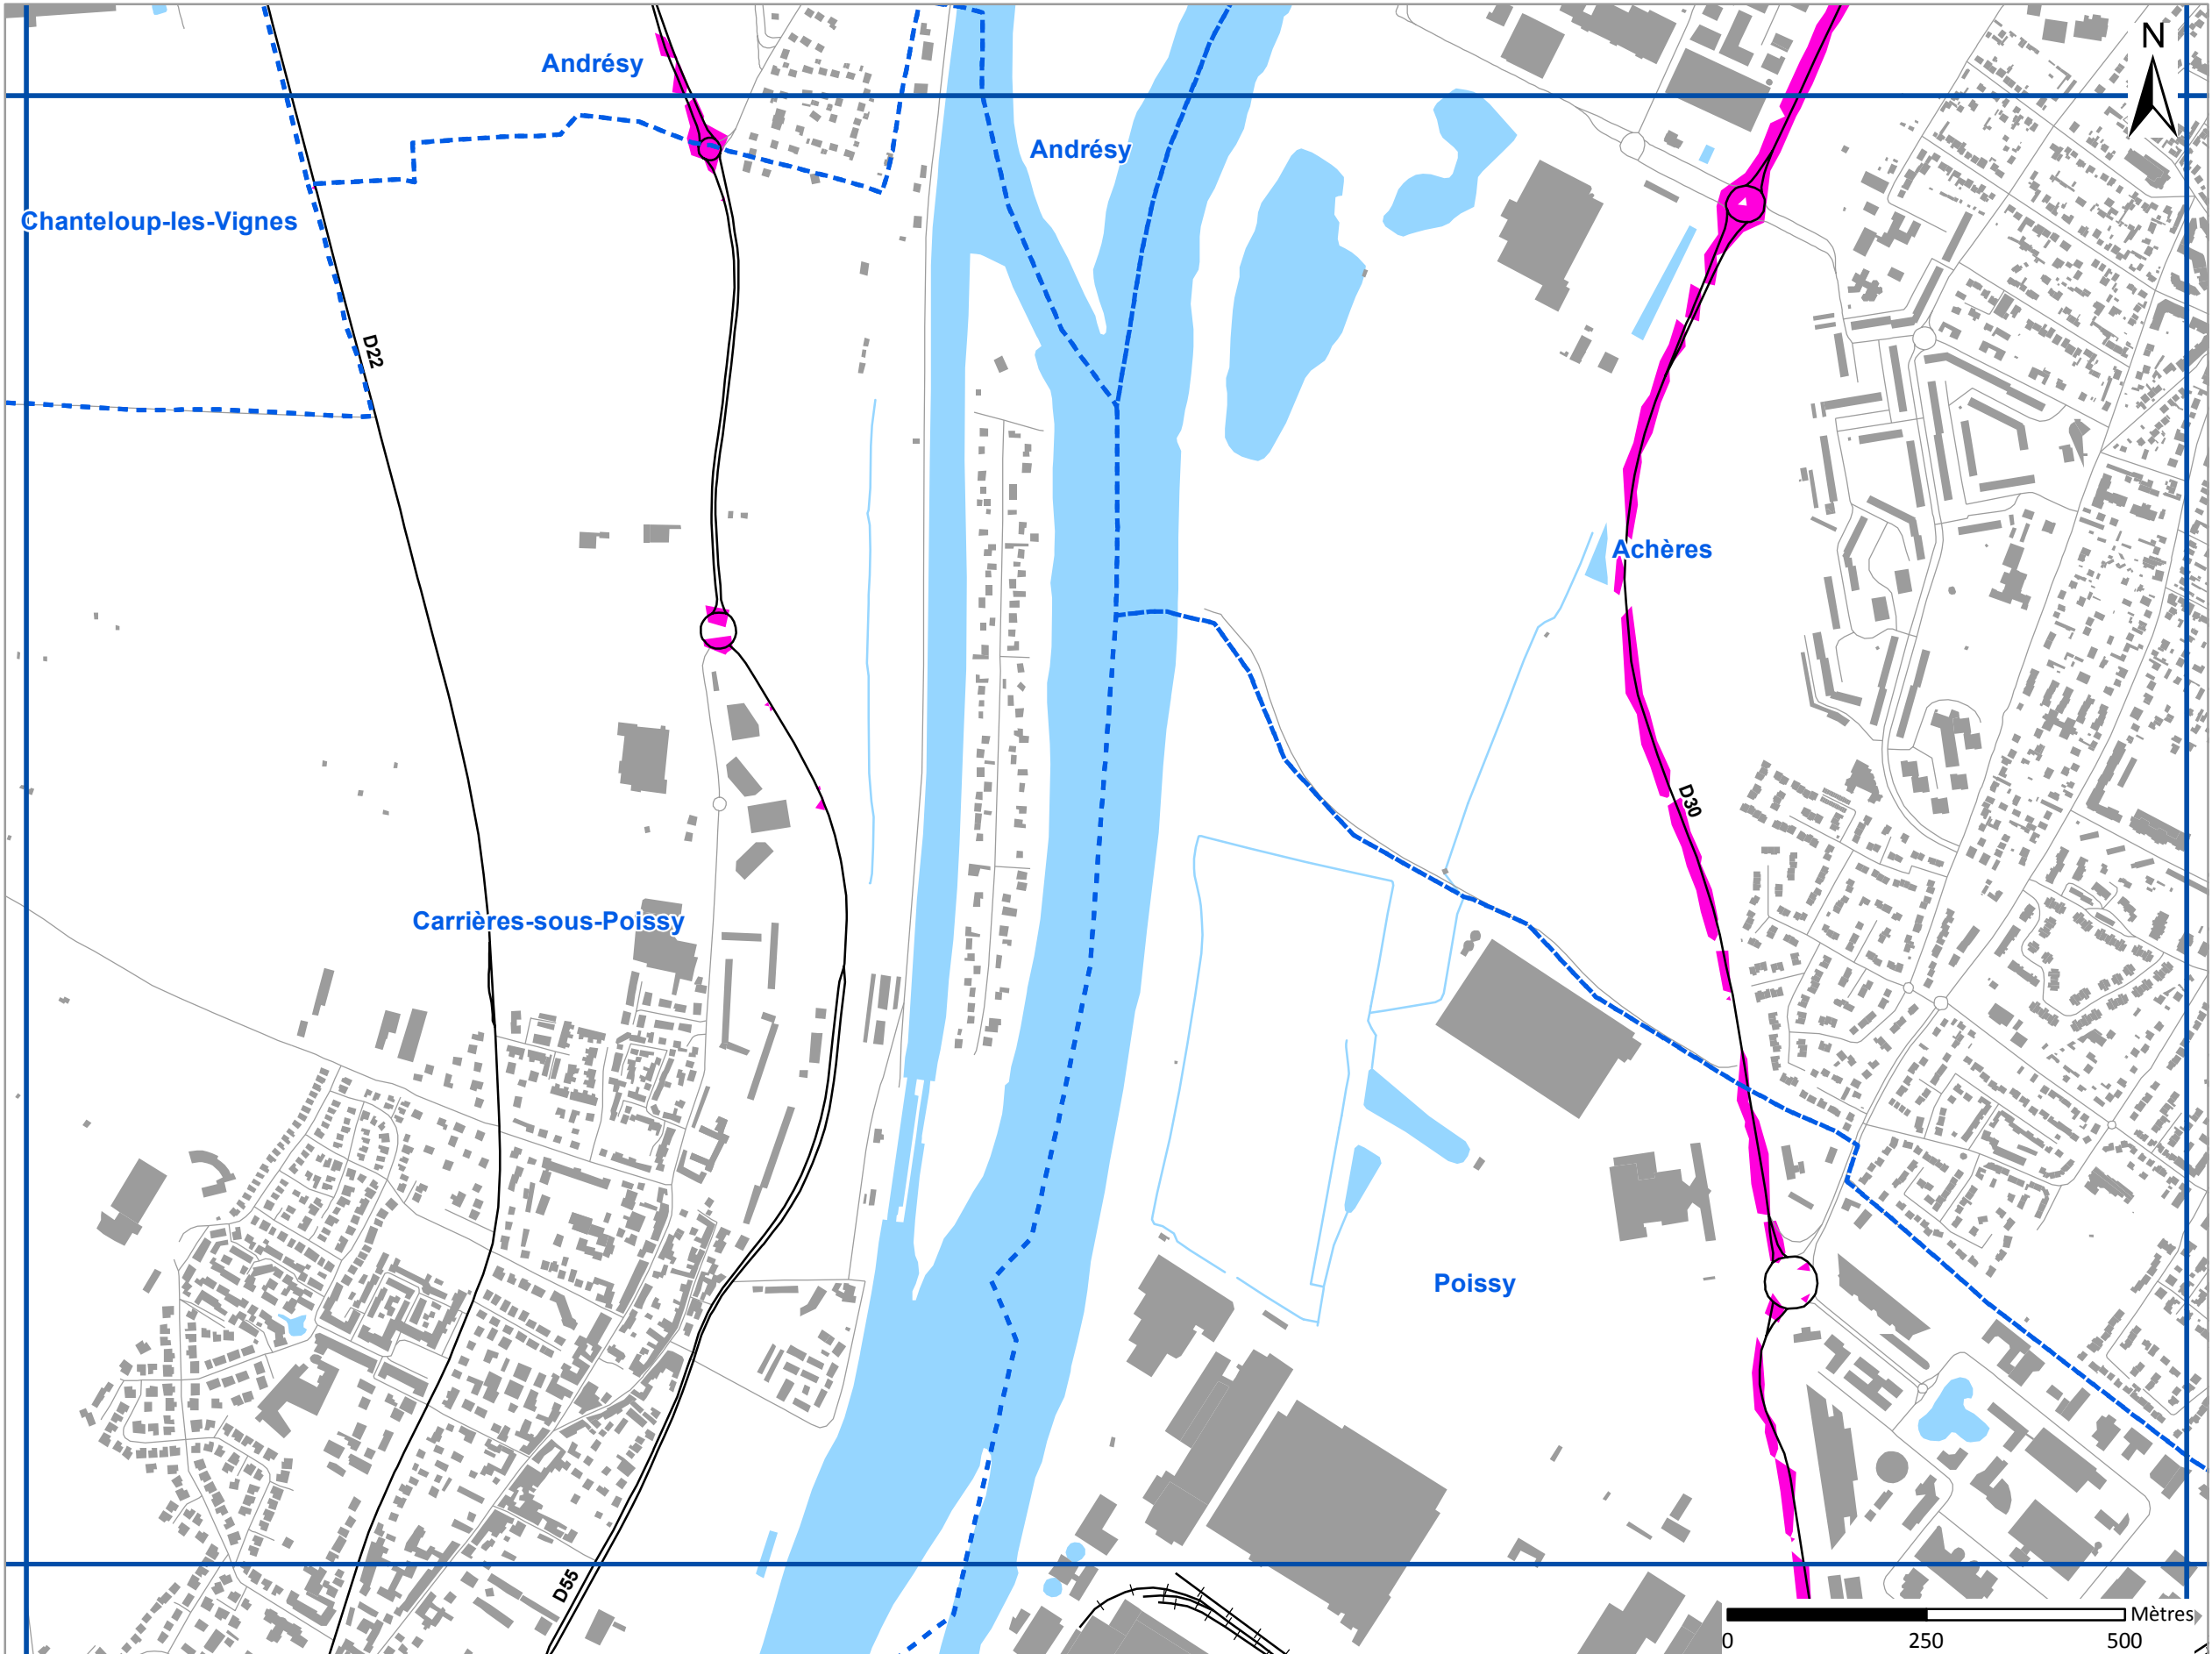 N
Andrésy
Andrésy
Chanteloup-les-Vignes
D22
Achères
D30
Carrières-sous-Poissy
Poissy
D55
Mètres
0 250 500